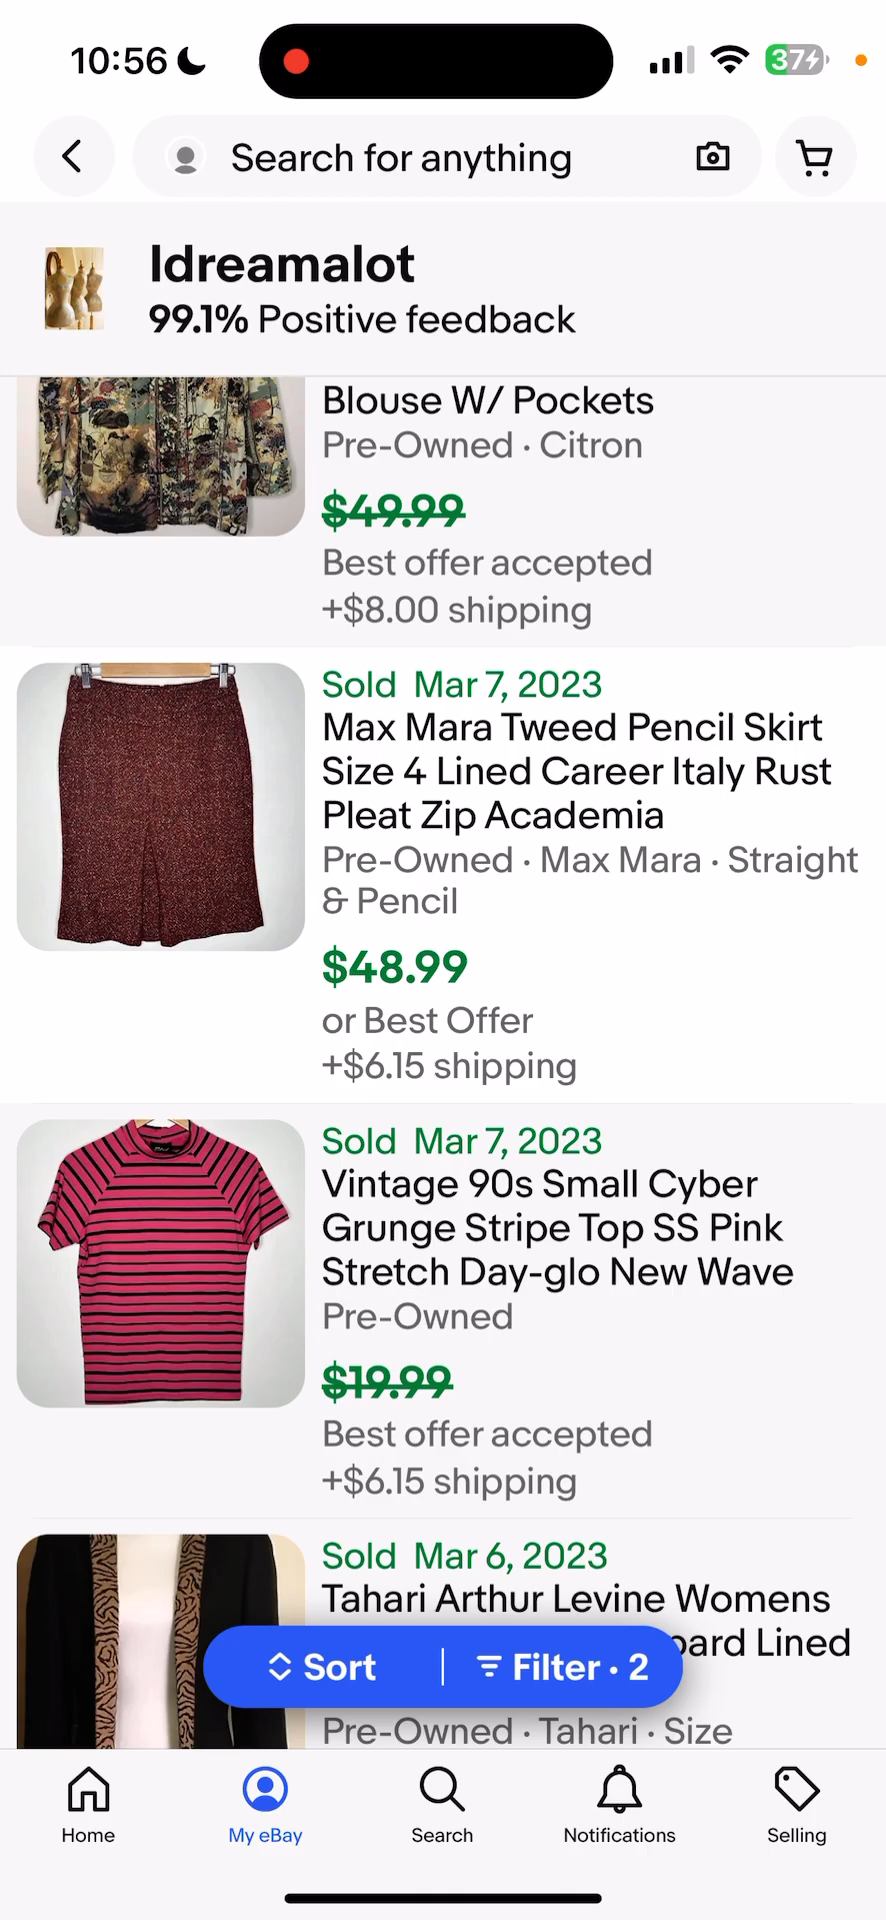 10:56
37
Search for anything
Idreamalot
99.1% Positive feedback
Blouse W/ Pockets
Pre-Owned · Citron
$49.99
Best offer accepted
+$8.00 shipping
Sold Mar 7, 2023
Max Mara Tweed Pencil Skirt
Size 4 Lined Career Italy Rust
Pleat Zip Academia
Pre-Owned · Max Mara · Straight
& Pencil
$48.99
or Best Offer
+$6.15 shipping
Sold Mar 7, 2023
Vintage 90s Small Cyber
Grunge Stripe Top SS Pink
Stretch Day-glo New Wave
Pre-Owned
$19.99
Best offer accepted
+$6.15 shipping
Sold Mar 6, 2023
Tahari Arthur Levine Womens
Lined
Sort
Filter · 2
Pre-Owned · Tahari · Size
Home
My eBay
Search
Notifications
Selling